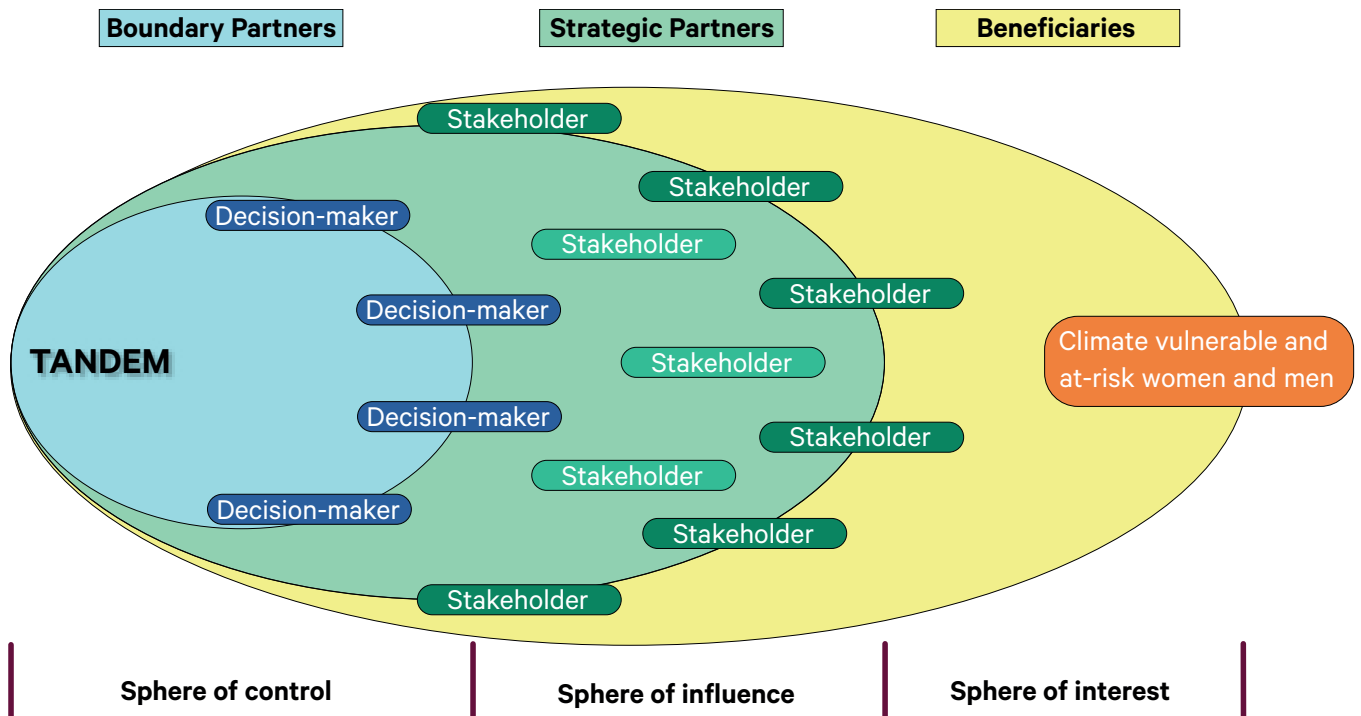 Boundary Partners
Strategic Partners
Beneficiaries
Stakeholder
Stakeholder
Decision-maker
Stakeholder
Stakeholder
Decision-maker
TANDEM
Stakeholder
Climate vulnerable and
at-risk women and men
Decision-maker
Stakeholder
Stakeholder
Decision-maker
Stakeholder
Stakeholder
Sphere of control
Sphere of influence
Sphere of interest